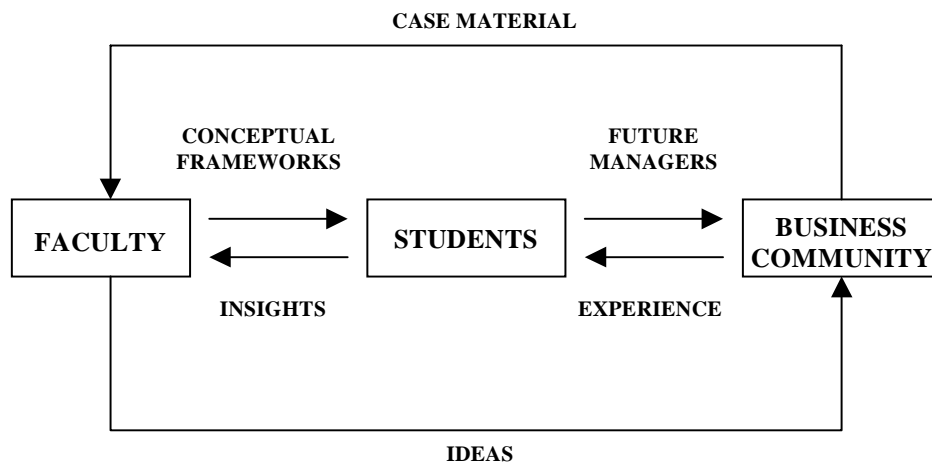 CASE MATERIAL
CONCEPTUAL
FRAMEWORKS
FUTURE
MANAGERS
FACULTY
STUDENTS
BUSINESS
COMMUNITY
INSIGHTS
EXPERIENCE
IDEAS